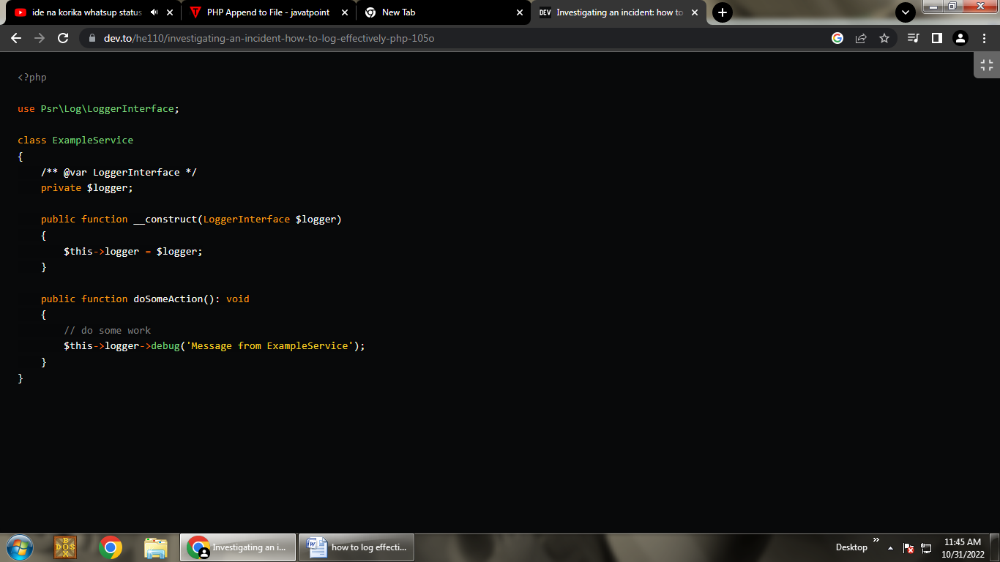 ide na korika whatsup status
PHP Append to File - javatpoint
New Tab
DEV
Investigating an incident: how to
dev.to/he110/investigating-an-incident-how-to-log-effectively-php-105o
<?php
use Psr\Log\LoggerInterface;
class ExampleService
{
/** @var LoggerInterface */
private $logger;
public function __construct(LoggerInterface $logger)
{
$this->logger = $logger;
}
public function doSomeAction(): void
{
// do some work
$this->logger->debug('Message from ExampleService');
}
}
DOS BOX
Investigating an i...
how to log effecti...
Desktop
11:45 AM
10/31/2022